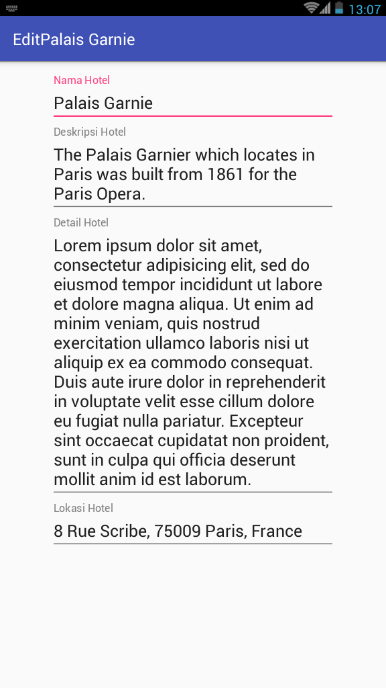 13:07
EditPalais Garnie
Nama Hotel
Palais Garnie
Deskripsi Hotel
The Palais Garnier which locates in
Paris was built from 1861 for the
Paris Opera.
Detail Hotel
Lorem ipsum dolor sit amet,
consectetur adipisicing elit, sed do
eiusmod tempor incididunt ut labore
et dolore magna aliqua. Ut enim ad
minim veniam, quis nostrud
exercitation ullamco laboris nisi ut
aliquip ex ea commodo consequat.
Duis aute irure dolor in reprehenderit
in voluptate velit esse cillum dolore
eu fugiat nulla pariatur. Excepteur
sint occaecat cupidatat non proident,
sunt in culpa qui officia deserunt
mollit anim id est laborum.
Lokasi Hotel
8 Rue Scribe, 75009 Paris, France